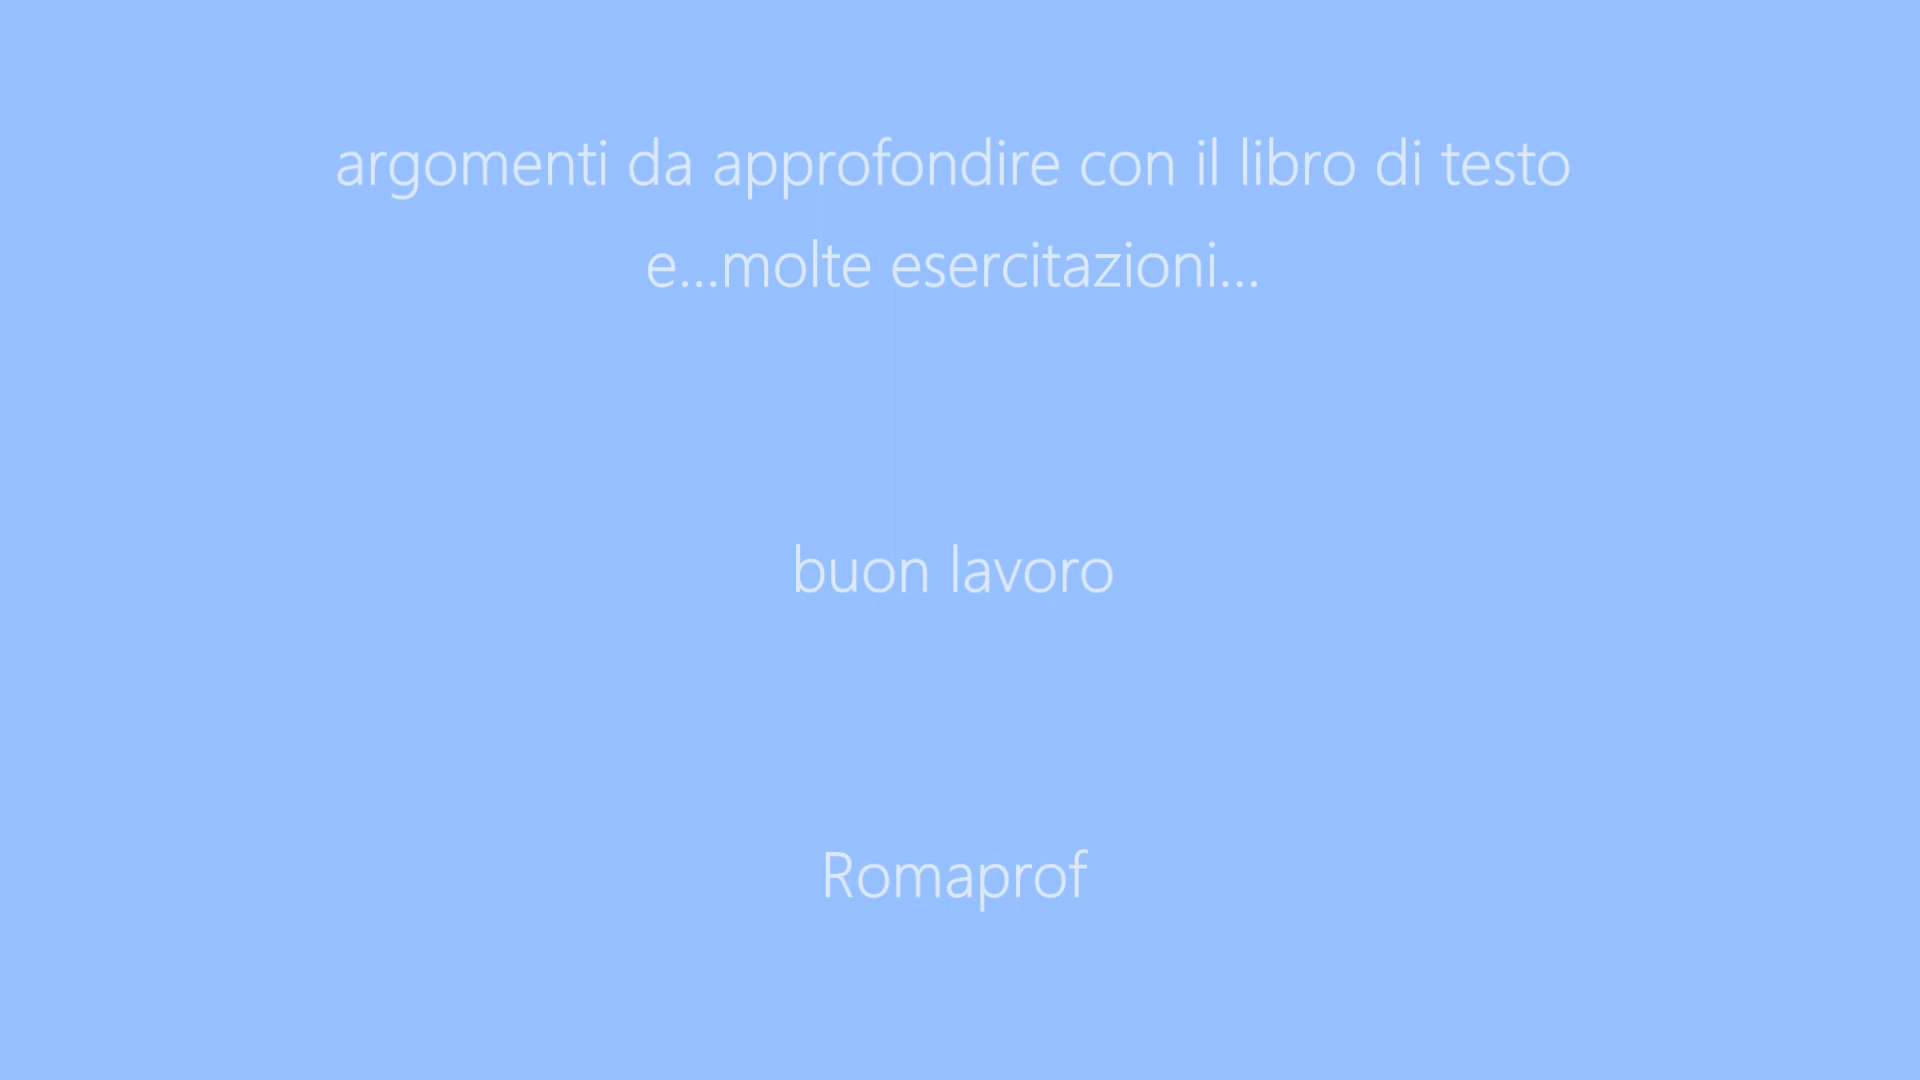 argomenti da approfondire con il libro di testo
e...molte esercitazioni...
buon lavoro
Romaprof